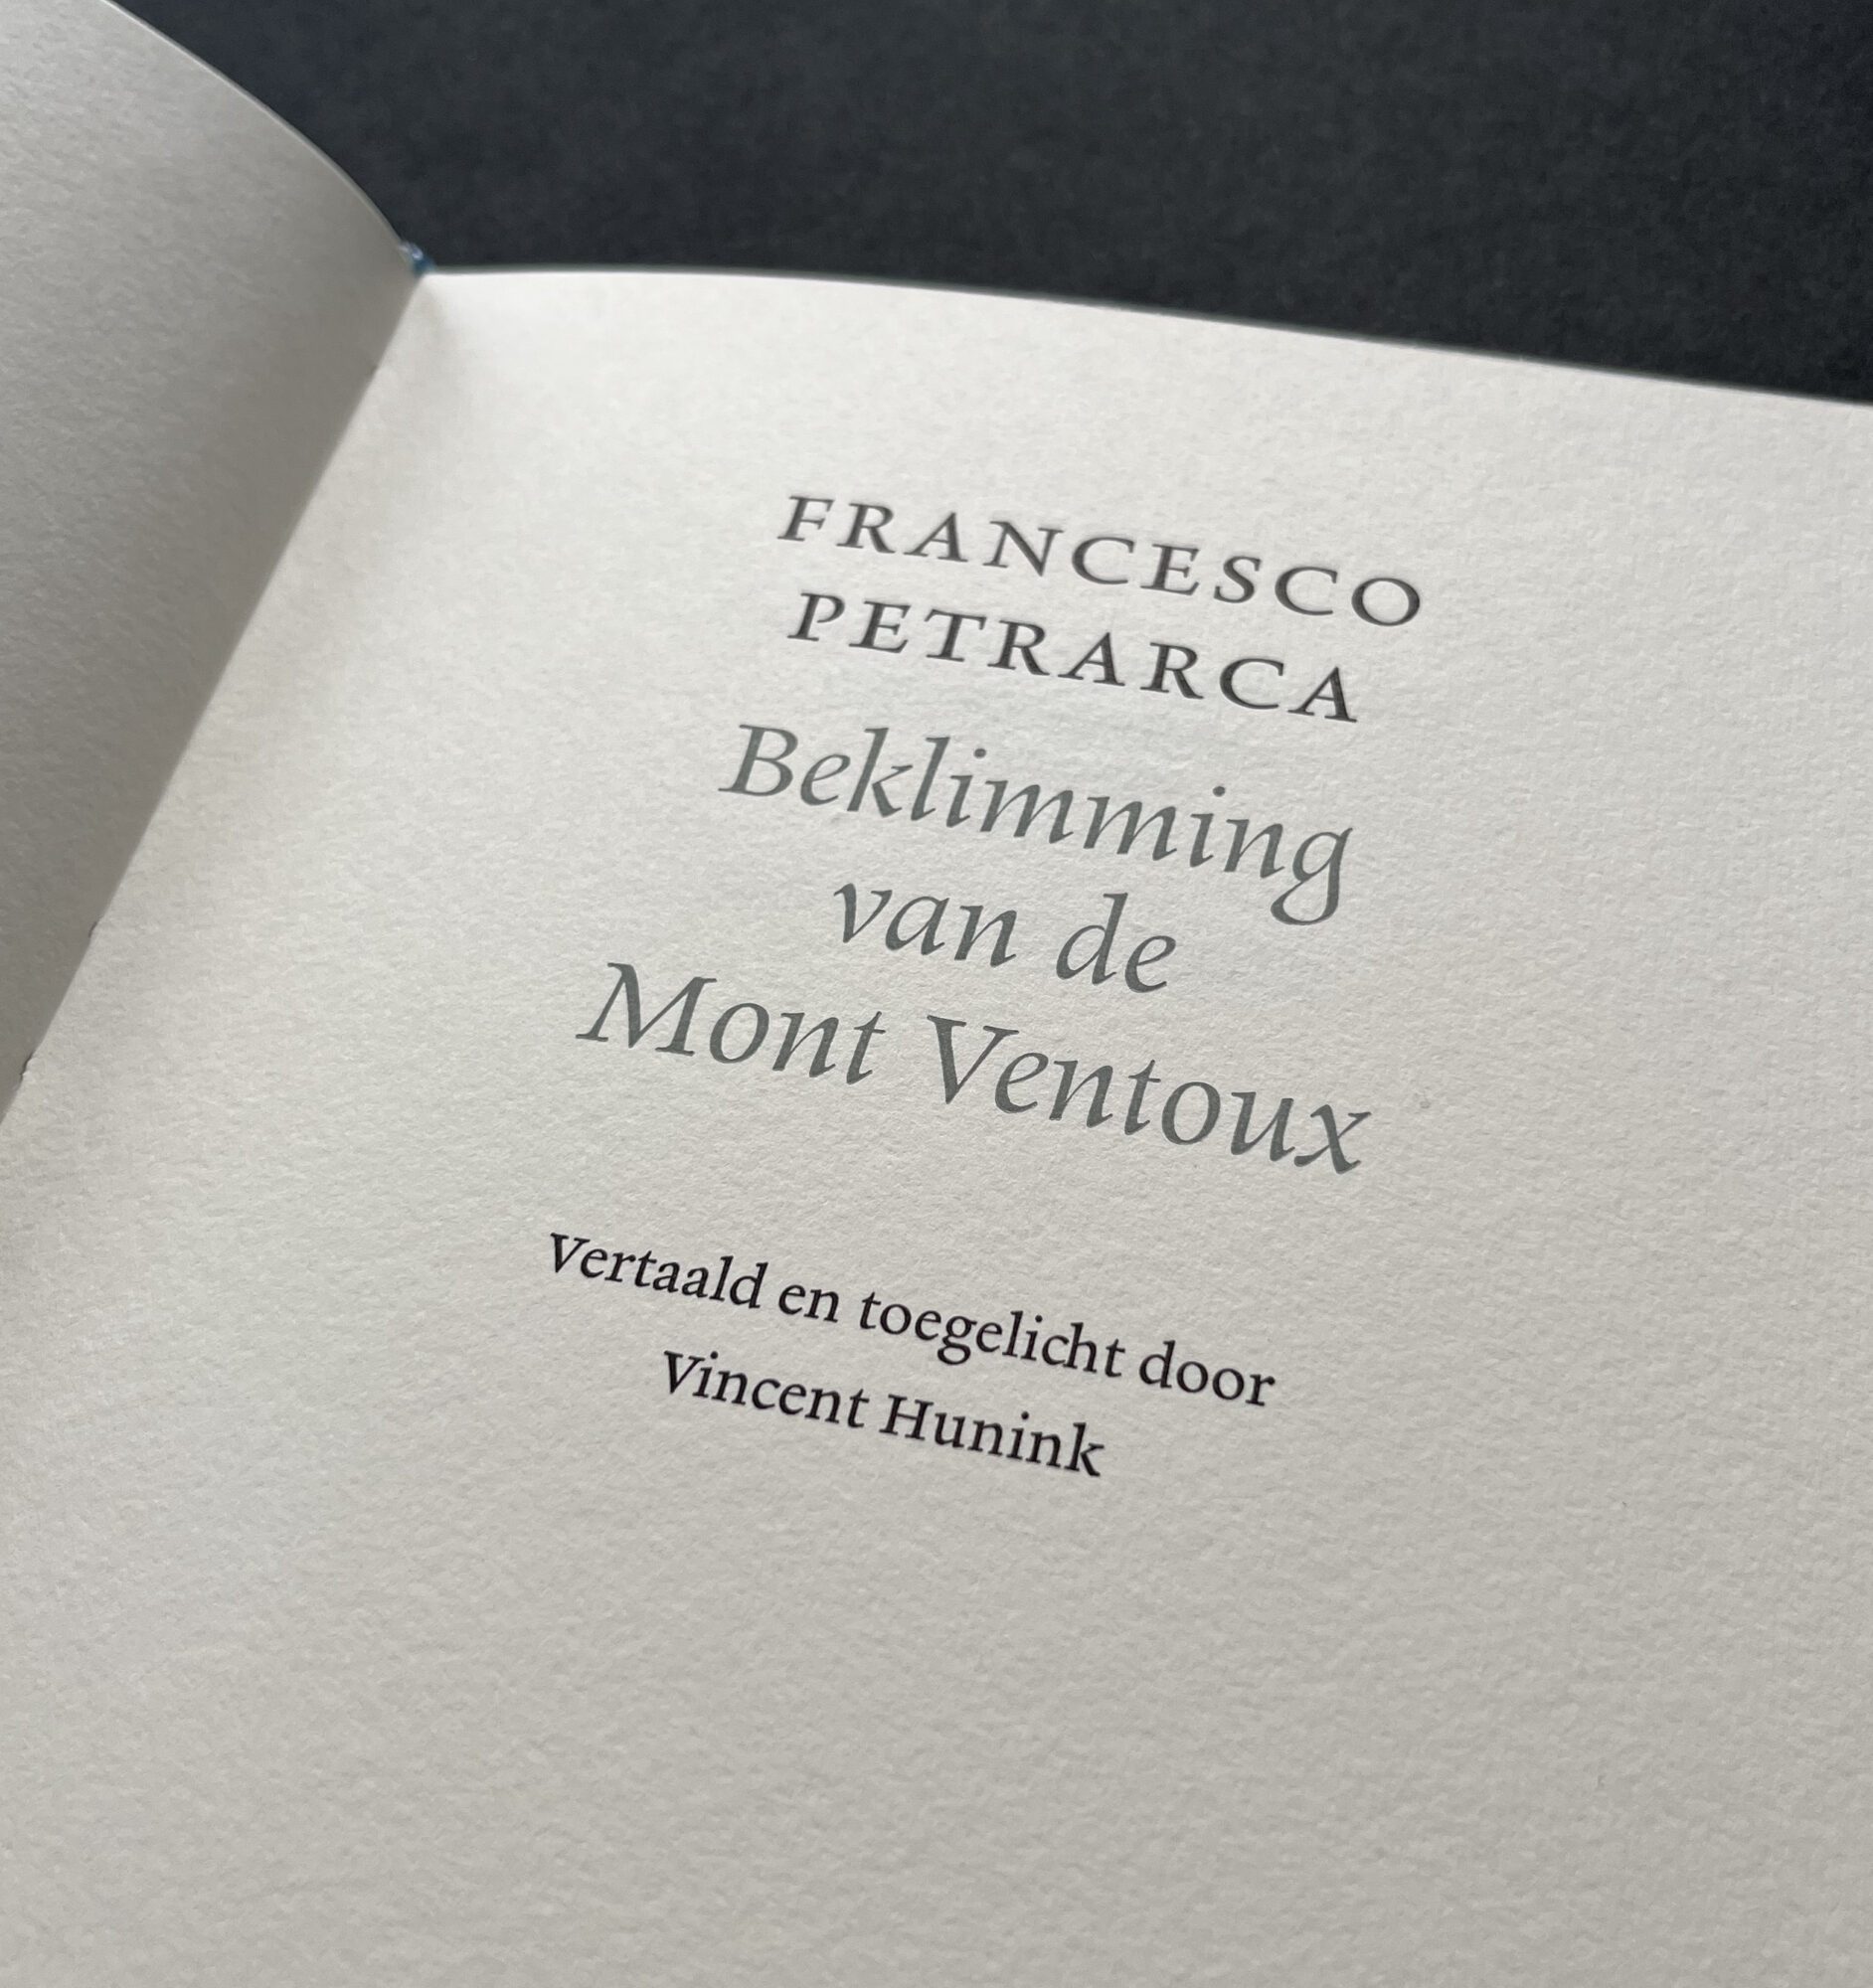 FRANCESCO
PETRARCA
Beklimming
van de
Mont Ventoux
Vertaald en toegelicht door
Vincent Hunink